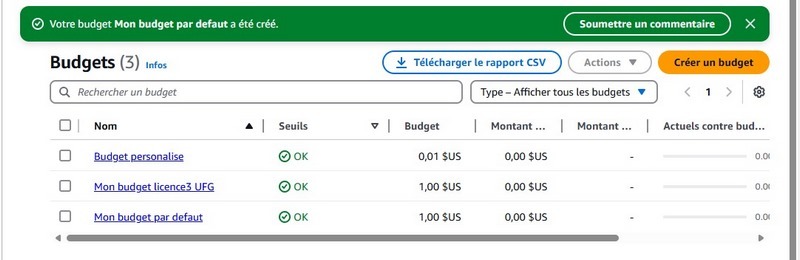 Votre budget Mon budget par defaut a été créé. Soumettre un commentaire
Budgets (3) Infos Télécharger le rapport CSV Actions Créer un budget
Rechercher un budget Type – Afficher tous les budgets 1
Nom Seuils Budget Montant ... Montant ... Actuels contre bud...
Budget personalise OK 0,01 $US 0,00 $US - 0.00
Mon budget licence3 UFG OK 1,00 $US 0,00 $US - 0.00
Mon budget par defaut OK 1,00 $US 0,00 $US - 0.00